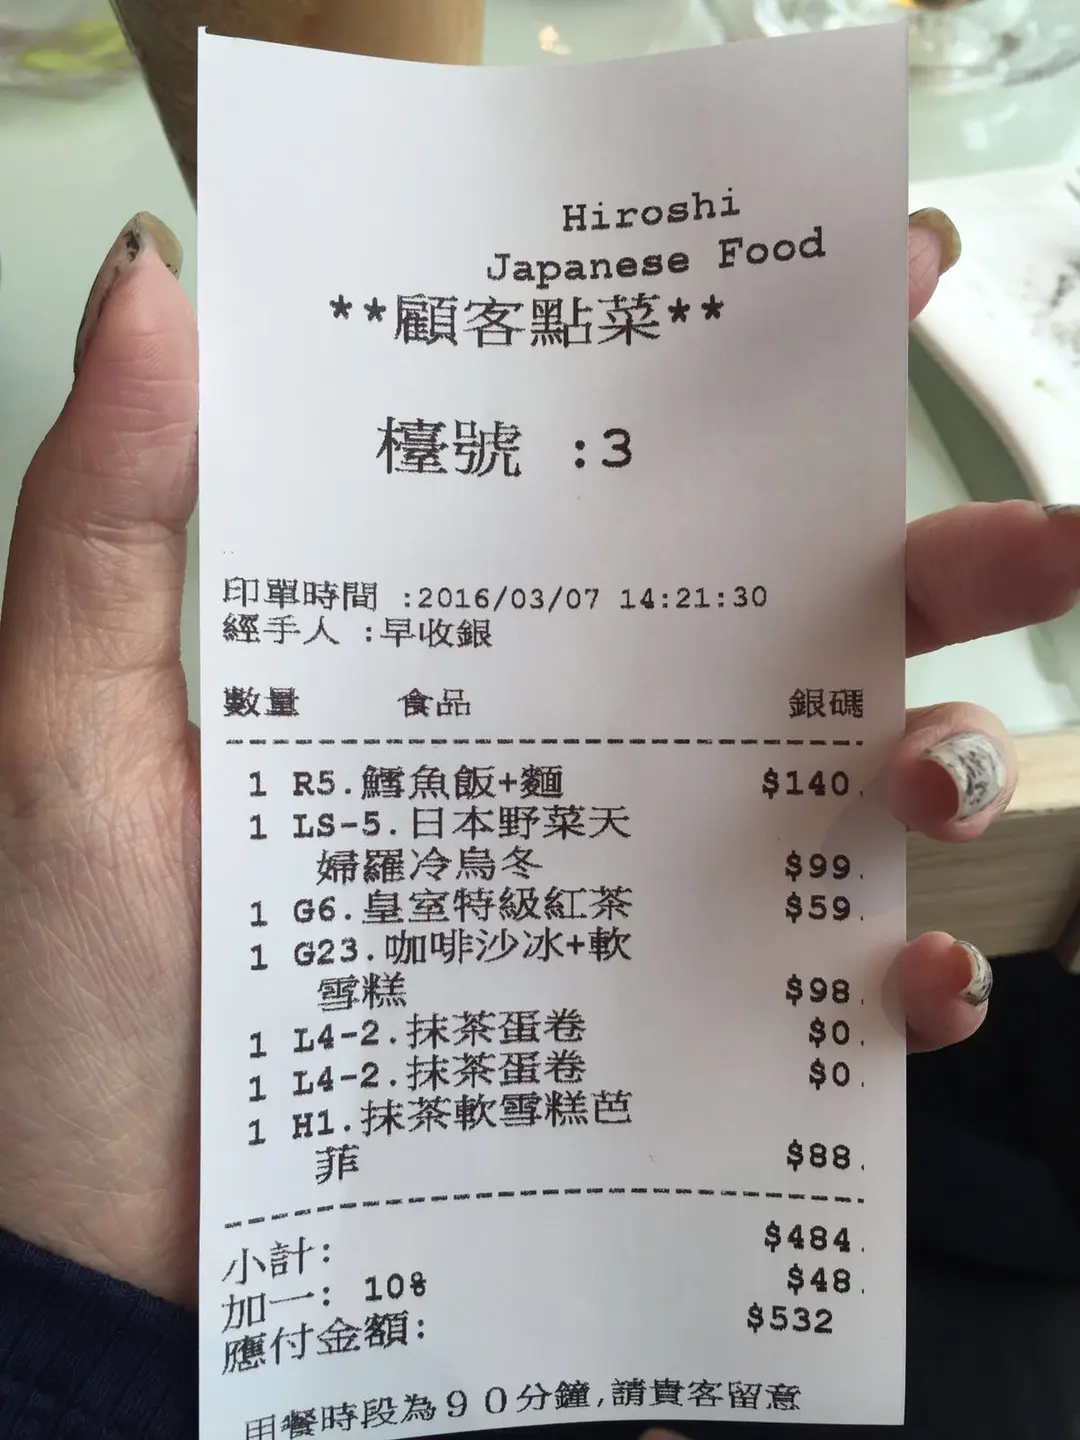 Hiroshi
Japanese Food
**顧客點菜**
檯號 :3
印單時間 :2016/03/07 14:21:30
經手人 :早收銀
數量 食品 銀碼
1 R5.鱈魚飯+麵 $140.
1 LS-5.日本野菜天
婦羅冷烏冬 $99.
1 G6.皇室特級紅茶 $59.
1 G23.咖啡沙冰+軟
雪糕 $98.
1 L4-2.抹茶蛋卷 $0.
1 L4-2.抹茶蛋卷 $0.
1 H1.抹茶軟雪糕芭
菲 $88.
小計: $484.
加一: 10% $48.
應付金額: $532
用餐時段為90分鐘,請貴客留意